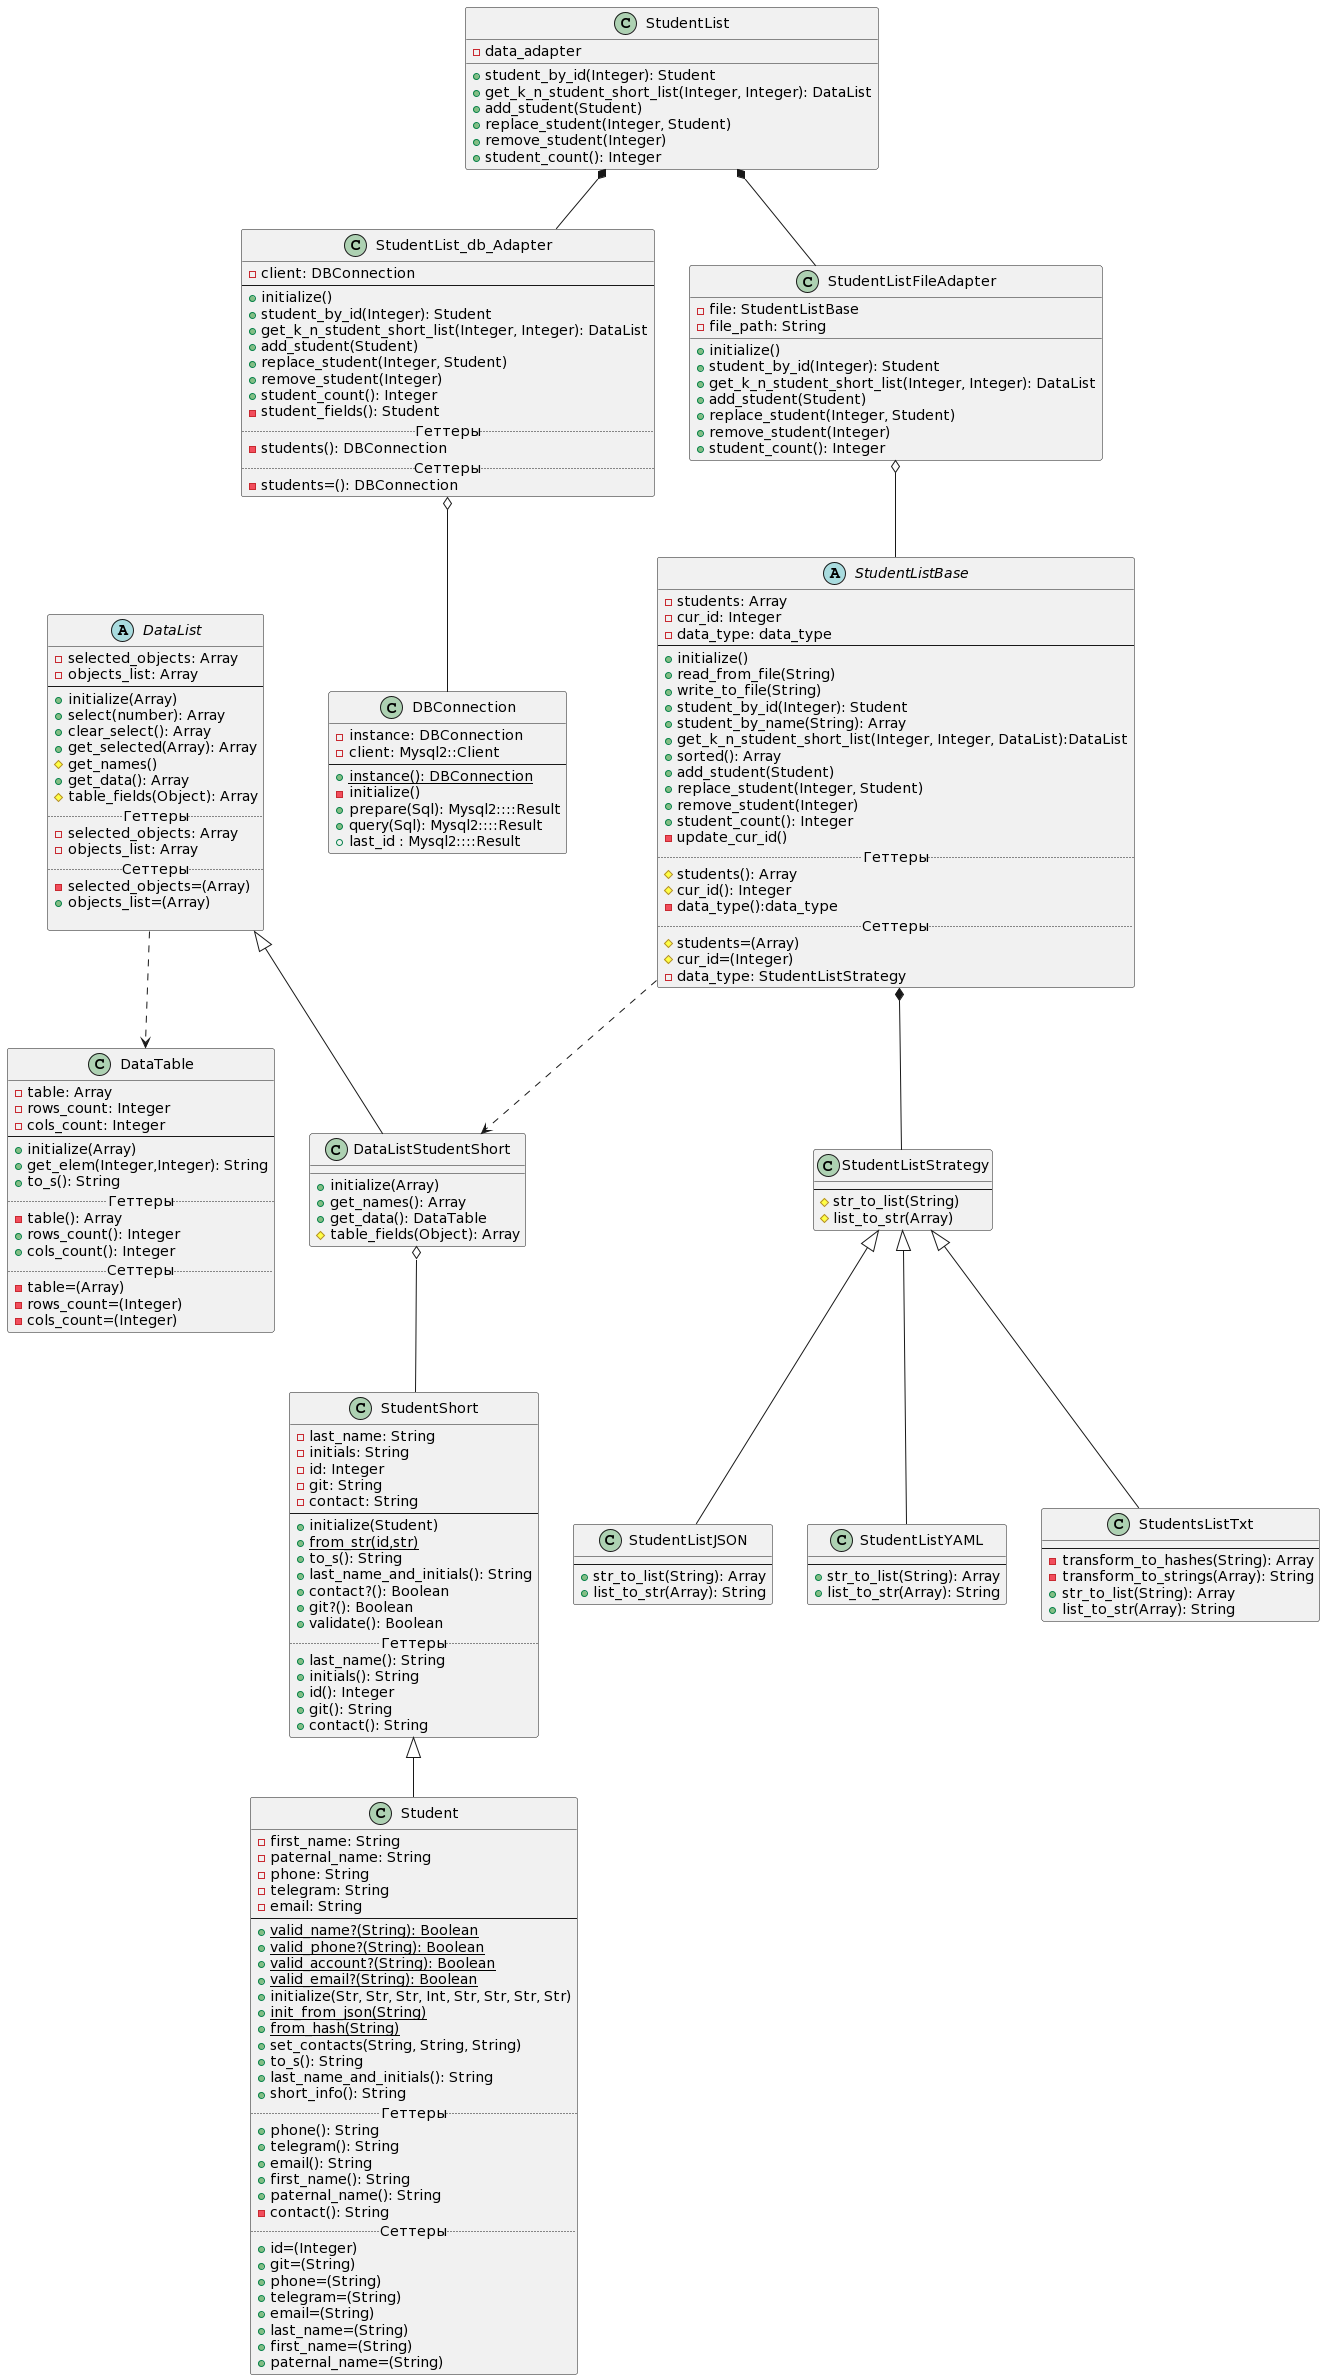 C StudentList
data_adapter
student_by_id(Integer): Student
get_k_n_student_short_list(Integer, Integer): DataList
add_student(Student)
replace_student(Integer, Student)
remove_student(Integer)
student_count(): Integer
C StudentList_db_Adapter
client: DBConnection
initialize()
student_by_id(Integer): Student
get_k_n_student_short_list(Integer, Integer): DataList
add_student(Student)
replace_student(Integer, Student)
remove_student(Integer)
student_count(): Integer
student_fields(): Student
Геттеры
students(): DBConnection
Сеттеры
students=(): DBConnection
C StudentListFileAdapter
file: StudentListBase
file_path: String
initialize()
student_by_id(Integer): Student
get_k_n_student_short_list(Integer, Integer): DataList
add_student(Student)
replace_student(Integer, Student)
remove_student(Integer)
student_count(): Integer
A StudentListBase
students: Array
cur_id: Integer
data_type: data_type
initialize()
read_from_file(String)
write_to_file(String)
student_by_id(Integer): Student
student_by_name(String): Array
get_k_n_student_short_list(Integer, Integer, DataList):DataList
sorted(): Array
add_student(Student)
replace_student(Integer, Student)
remove_student(Integer)
student_count(): Integer
update_cur_id()
Геттеры
students(): Array
cur_id(): Integer
data_type():data_type
Сеттеры
students=(Array)
cur_id=(Integer)
data_type: StudentListStrategy
A DataList
selected_objects: Array
objects_list: Array
initialize(Array)
select(number): Array
clear_select(): Array
get_selected(Array): Array
get_names()
get_data(): Array
table_fields(Object): Array
Геттеры
selected_objects: Array
objects_list: Array
Сеттеры
selected_objects=(Array)
objects_list=(Array)
C DBConnection
instance: DBConnection
client: Mysql2::Client
instance(): DBConnection
initialize()
prepare(Sql): Mysql2::::Result
query(Sql): Mysql2::::Result
last_id : Mysql2::::Result
C DataTable
table: Array
rows_count: Integer
cols_count: Integer
initialize(Array)
get_elem(Integer,Integer): String
to_s(): String
Геттеры
table(): Array
rows_count(): Integer
cols_count(): Integer
Сеттеры
table=(Array)
rows_count=(Integer)
cols_count=(Integer)
C DataListStudentShort
initialize(Array)
get_names(): Array
get_data(): DataTable
table_fields(Object): Array
C StudentListStrategy
str_to_list(String)
list_to_str(Array)
C StudentShort
last_name: String
initials: String
id: Integer
git: String
contact: String
initialize(Student)
from_str(id,str)
to_s(): String
last_name_and_initials(): String
contact?(): Boolean
git?(): Boolean
validate(): Boolean
Геттеры
last_name(): String
initials(): String
id(): Integer
git(): String
contact(): String
C StudentListJSON
str_to_list(String): Array
list_to_str(Array): String
C StudentListYAML
str_to_list(String): Array
list_to_str(Array): String
C StudentsListTxt
transform_to_hashes(String): Array
transform_to_strings(Array): String
str_to_list(String): Array
list_to_str(Array): String
C Student
first_name: String
paternal_name: String
phone: String
telegram: String
email: String
valid_name?(String): Boolean
valid_phone?(String): Boolean
valid_account?(String): Boolean
valid_email?(String): Boolean
initialize(Str, Str, Str, Int, Str, Str, Str, Str)
init_from_json(String)
from_hash(String)
set_contacts(String, String, String)
to_s(): String
last_name_and_initials(): String
short_info(): String
Геттеры
phone(): String
telegram(): String
email(): String
first_name(): String
paternal_name(): String
contact(): String
Сеттеры
id=(Integer)
git=(String)
phone=(String)
telegram=(String)
email=(String)
last_name=(String)
first_name=(String)
paternal_name=(String)